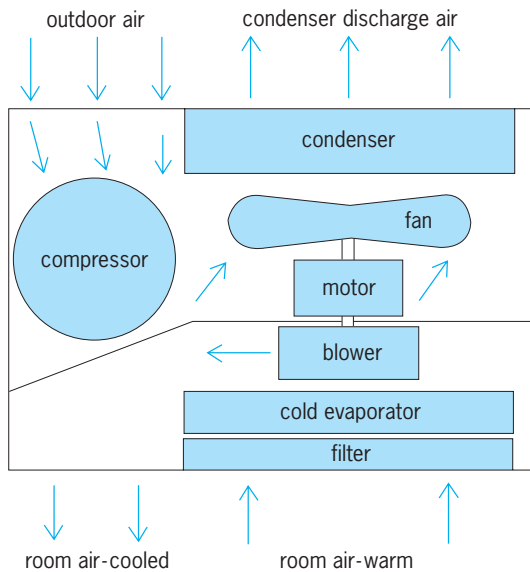 outdoor air
condenser discharge air
condenser
fan
compressor
motor
blower
cold evaporator
filter
room air-cooled
room air-warm